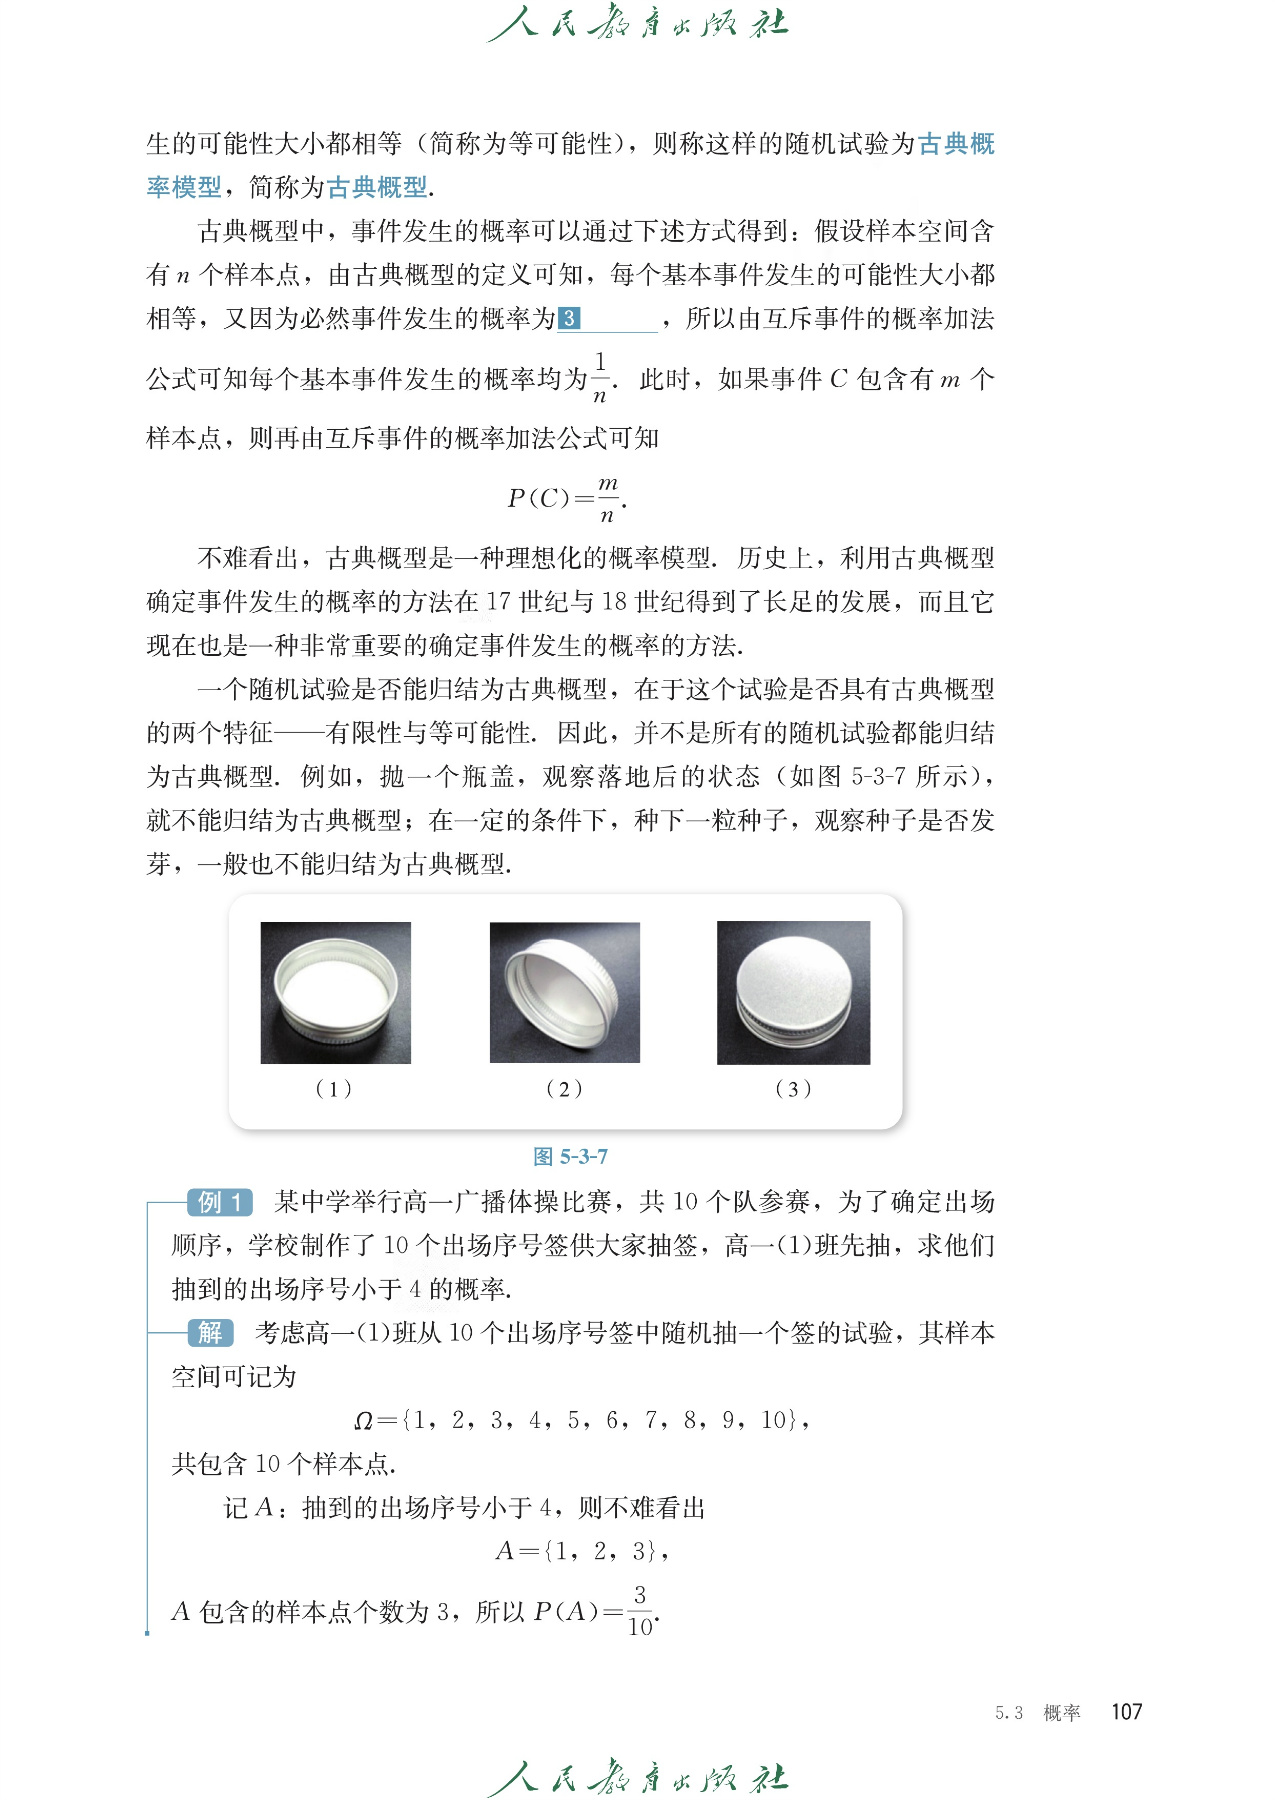 人民教育出版社
生的可能性大小都相等（简称为等可能性），则称这样的随机试验为古典概
率模型，简称为古典概型．
古典概型中，事件发生的概率可以通过下述方式得到：假设样本空间含
有 n 个样本点，由古典概型的定义可知，每个基本事件发生的可能性大小都
相等，又因为必然事件发生的概率为3______，所以由互斥事件的概率加法
公式可知每个基本事件发生的概率均为1/n．此时，如果事件 C 包含有 m 个
样本点，则再由互斥事件的概率加法公式可知
P(C)=m/n．
不难看出，古典概型是一种理想化的概率模型．历史上，利用古典概型
确定事件发生的概率的方法在 17 世纪与 18 世纪得到了长足的发展，而且它
现在也是一种非常重要的确定事件发生的概率的方法．
一个随机试验是否能归结为古典概型，在于这个试验是否具有古典概型
的两个特征——有限性与等可能性．因此，并不是所有的随机试验都能归结
为古典概型．例如，抛一个瓶盖，观察落地后的状态（如图 5-3-7 所示），
就不能归结为古典概型；在一定的条件下，种下一粒种子，观察种子是否发
芽，一般也不能归结为古典概型．
（1） （2） （3）
图 5-3-7
例 1 某中学举行高一广播体操比赛，共 10 个队参赛，为了确定出场
顺序，学校制作了 10 个出场序号签供大家抽签，高一(1)班先抽，求他们
抽到的出场序号小于 4 的概率．
解 考虑高一(1)班从 10 个出场序号签中随机抽一个签的试验，其样本
空间可记为
Ω={1，2，3，4，5，6，7，8，9，10}，
共包含 10 个样本点．
记 A：抽到的出场序号小于 4，则不难看出
A={1，2，3}，
A 包含的样本点个数为 3，所以 P(A)=3/10．
5.3 概率 107
人民教育出版社